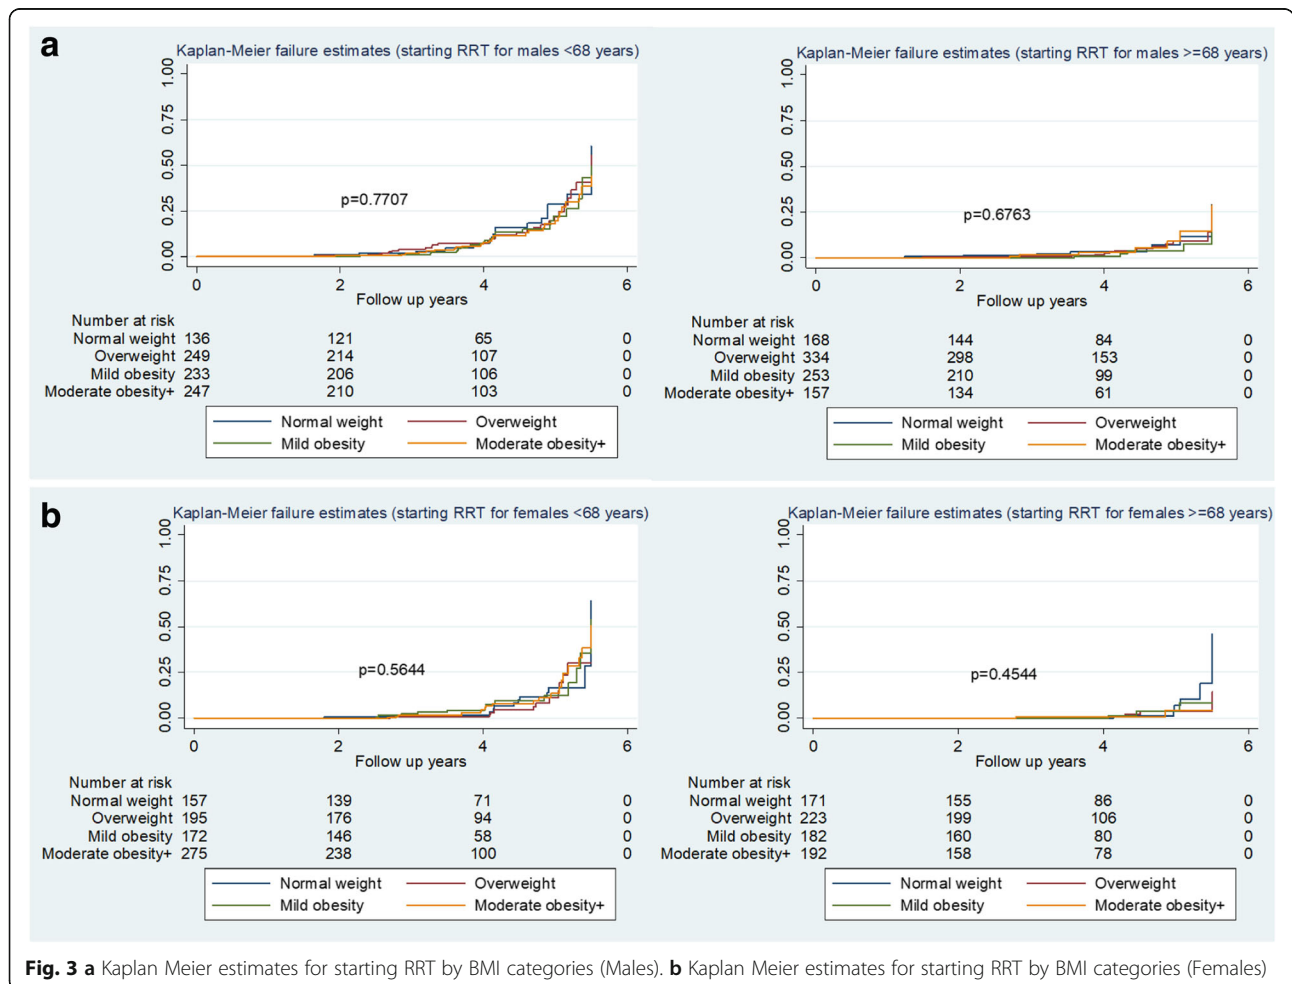 a
Kaplan-Meier failure estimates (starting RRT for males <68 years)
1.00
0.75
0.50
0.25
0.00
p=0.7707
0 2 4 6
Follow up years
Number at risk
Normal weight 136 121 65 0
Overweight 249 214 107 0
Mild obesity 233 206 106 0
Moderate obesity+ 247 210 103 0
Normal weight Overweight
Mild obesity Moderate obesity+
Kaplan-Meier failure estimates (starting RRT for males >=68 years)
1.00
0.75
0.50
0.25
0.00
p=0.6763
0 2 4 6
Follow up years
Number at risk
Normal weight 168 144 84 0
Overweight 334 298 153 0
Mild obesity 253 210 99 0
Moderate obesity+ 157 134 61 0
Normal weight Overweight
Mild obesity Moderate obesity+
b
Kaplan-Meier failure estimates (starting RRT for females <68 years)
1.00
0.75
0.50
0.25
0.00
p=0.5644
0 2 4 6
Follow up years
Number at risk
Normal weight 157 139 71 0
Overweight 195 176 94 0
Mild obesity 172 146 58 0
Moderate obesity+ 275 238 100 0
Normal weight Overweight
Mild obesity Moderate obesity+
Kaplan-Meier failure estimates (starting RRT for females >=68 years)
1.00
0.75
0.50
0.25
0.00
p=0.4544
0 2 4 6
Follow up years
Number at risk
Normal weight 171 155 86 0
Overweight 223 199 106 0
Mild obesity 182 160 80 0
Moderate obesity+ 192 158 78 0
Normal weight Overweight
Mild obesity Moderate obesity+
Fig. 3 a Kaplan Meier estimates for starting RRT by BMI categories (Males). b Kaplan Meier estimates for starting RRT by BMI categories (Females)